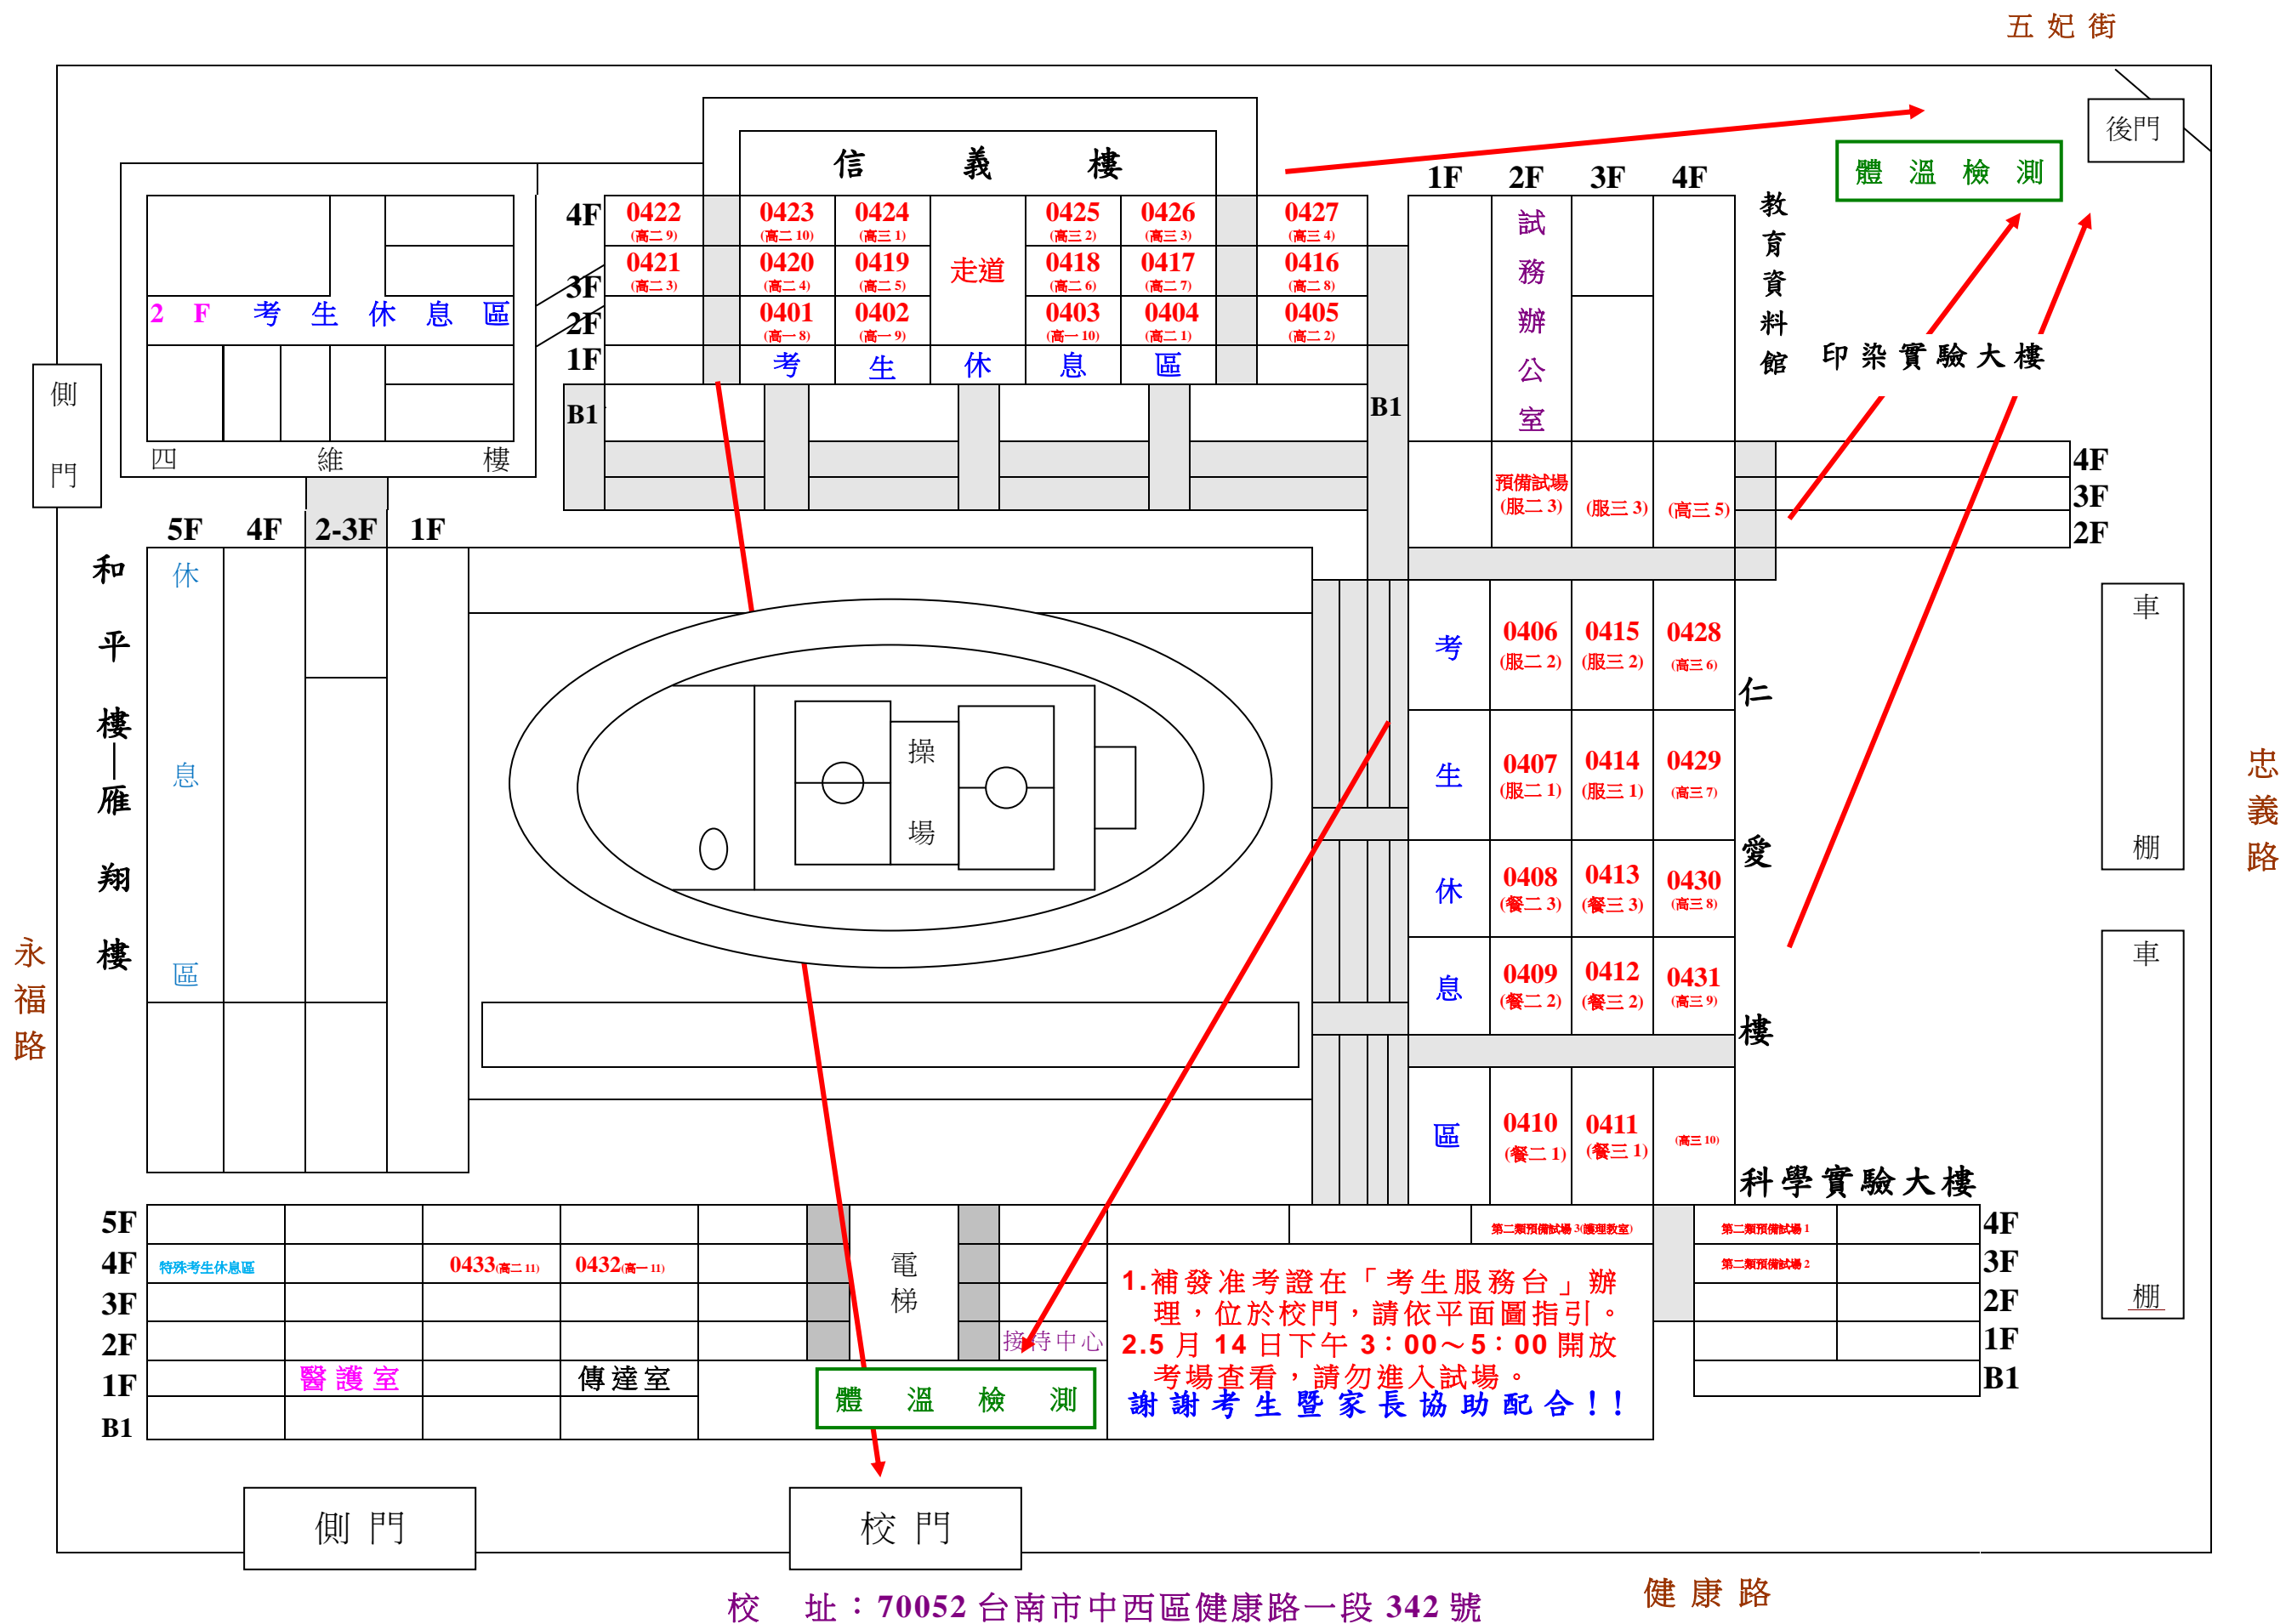 五妃街
後門
體溫檢測
信義樓
4F 0422 0423 0424 0425 0426 0427
(高二 9) (高二 10) (高三 1) (高三 2) (高三 3) (高三 4)
3F 0421 0420 0419 走道 0418 0417 0416
(高二 3) (高二 4) (高二 5) (高二 6) (高二 7) (高二 8)
2F 0401 0402 0403 0404 0405
(高一 8) (高一 9) (高一 10) (高二 1) (高二 2)
1F 考生休息區
B1 B1
2F 考生休息區
四維樓
側門
1F 2F 3F 4F
試務辦公室
教育資料館
印染實驗大樓
預備試場
(服二 3) (服三 3) (高三 5)
4F
3F
2F
5F 4F 2-3F 1F
和平樓—雁翔樓
休息區
操場
考生休息區
0406 0415 0428
(服二 2) (服三 2) (高三 6)
0407 0414 0429
(服二 1) (服三 1) (高三 7)
0408 0413 0430
(餐二 3) (餐三 3) (高三 8)
0409 0412 0431
(餐二 2) (餐三 2) (高三 9)
0410 0411
(餐二 1) (餐三 1) (高三 10)
仁愛樓
車棚
車棚
忠義路
永福路
科學實驗大樓
5F 第二類預備試場 3(護理教室)
4F 特殊考生休息區 0433(高二 11) 0432(高一 11)
3F
2F 接待中心
1F 醫護室 傳達室
B1
電梯
體溫檢測
第二類預備試場 1 4F
第二類預備試場 2 3F
2F
1F
B1
1.補發准考證在「考生服務台」辦
理，位於校門，請依平面圖指引。
2.5 月 14 日下午 3：00～5：00 開放
考場查看，請勿進入試場。
謝謝考生暨家長協助配合!!
側門
校門
健康路
校 址：70052 台南市中西區健康路一段 342 號